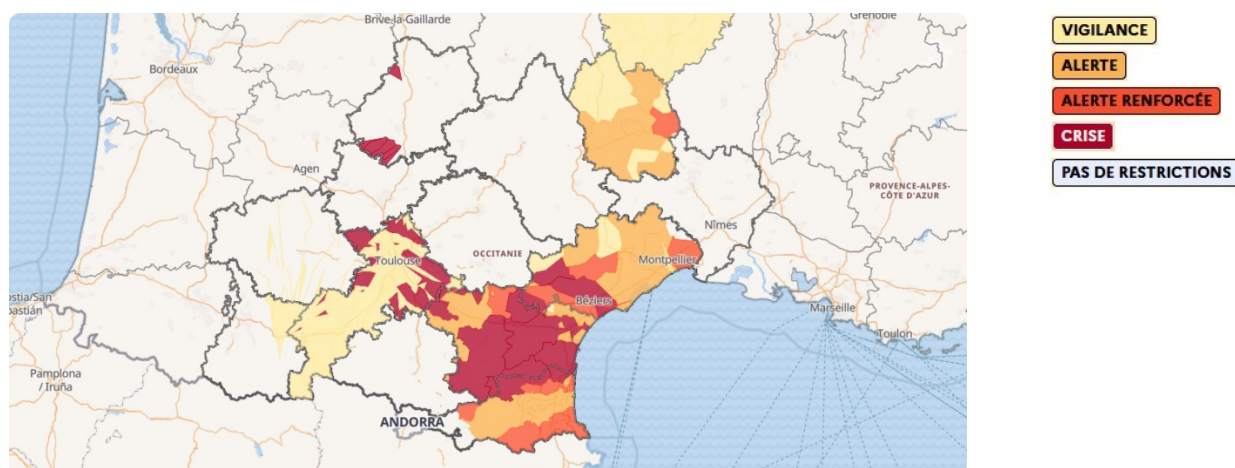 Brive-la-Gaillarde
Grenoble
Bordeaux
Agen
PROVENCE-ALPES-
CÔTE D'AZUR
Nîmes
OCCITANIE
Toulouse
Montpellier
Béziers
Marseille
ostia/San
bastián
Toulon
Pamplona
/ Iruña
ANDORRA
VIGILANCE
ALERTE
ALERTE RENFORCÉE
CRISE
PAS DE RESTRICTIONS